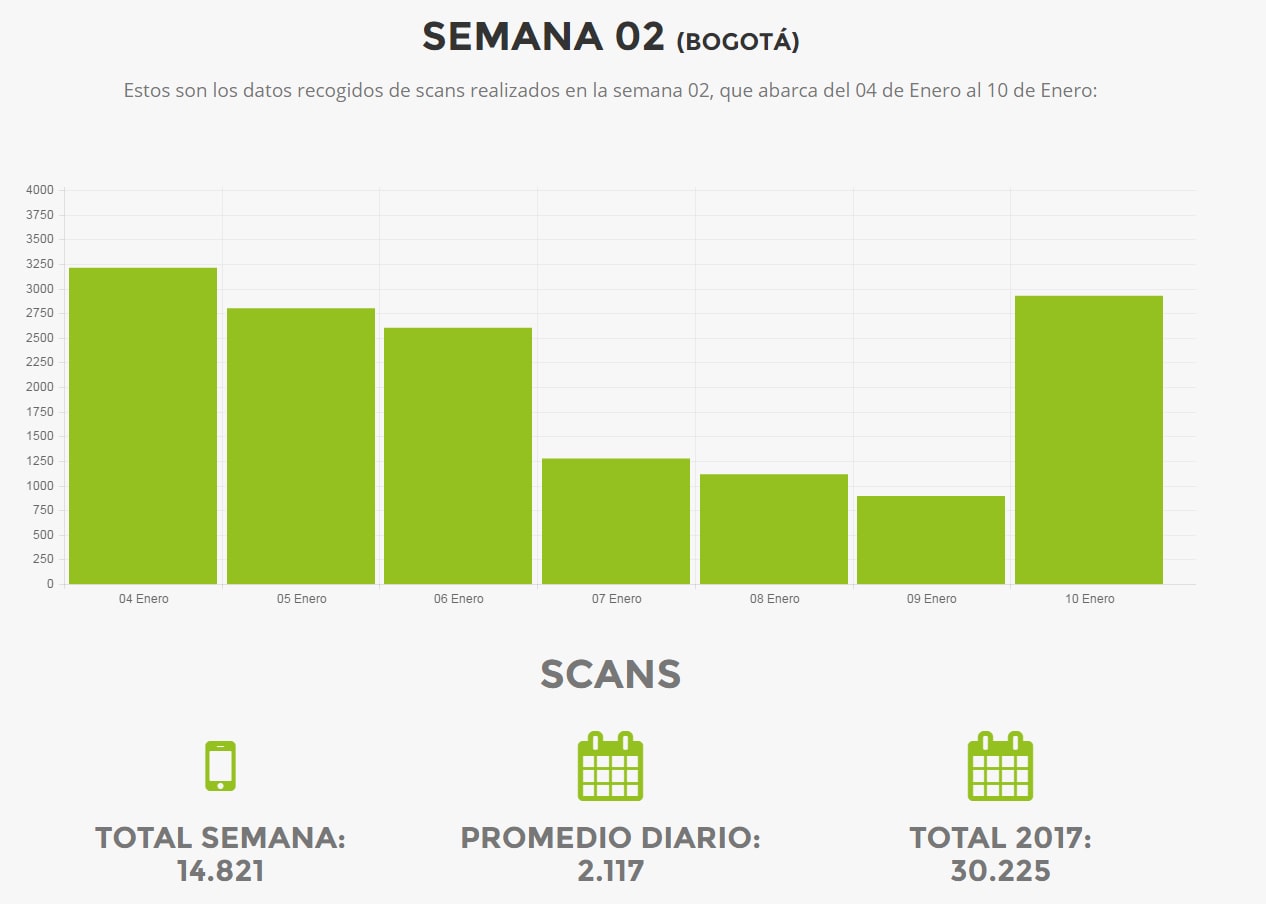 SEMANA 02 (BOGOTÁ)
Estos son los datos recogidos de scans realizados en la semana 02, que abarca del 04 de Enero al 10 de Enero:
4000
3750
3500
3250
3000
2750
2500
2250
2000
1750
1500
1250
1000
750
500
250
0
04 Enero 05 Enero 06 Enero 07 Enero 08 Enero 09 Enero 10 Enero
SCANS
TOTAL SEMANA: PROMEDIO DIARIO: TOTAL 2017:
14.821 2.117 30.225